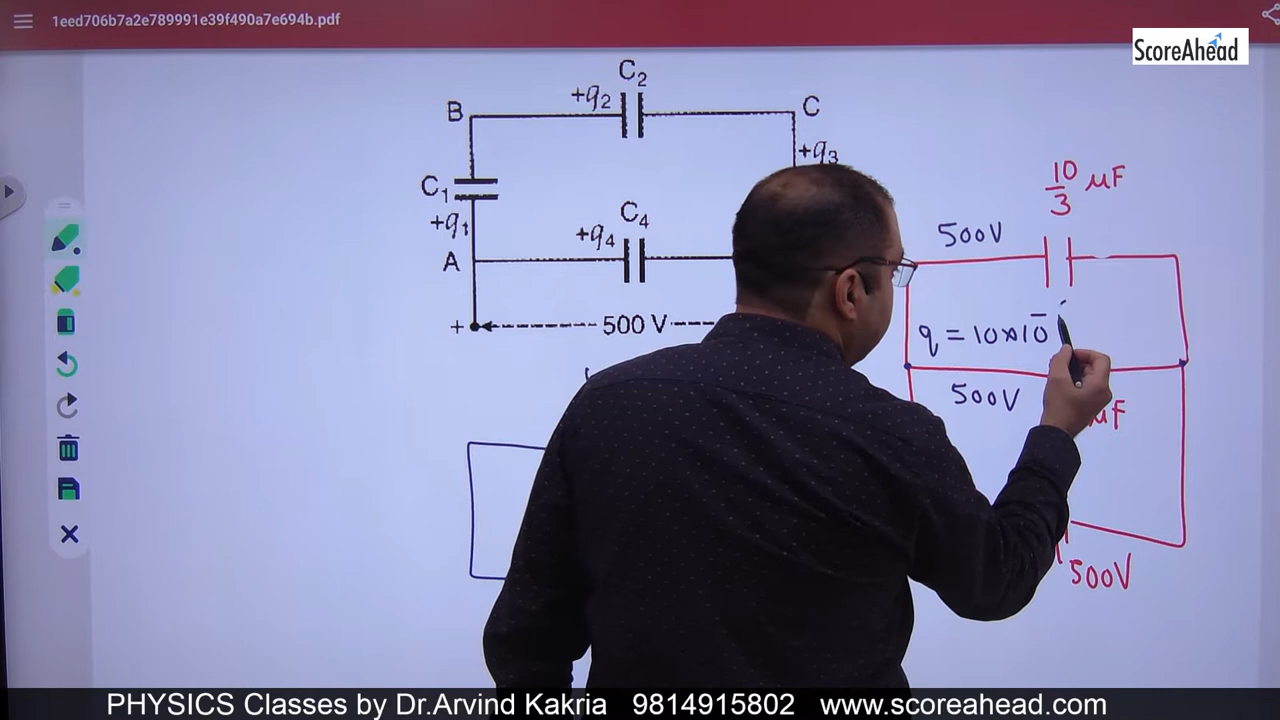 1eed706b7a2e789991e39f490a7e694b.pdf
ScoreAhead
C2
+q2
B
C
+q3
C1
+q1
C4
+q4
A
+
500 V
10/3 μF
500V
q = 10×10⁻
500V
μF
500V
PHYSICS Classes by Dr.Arvind Kakria 9814915802 www.scoreahead.com